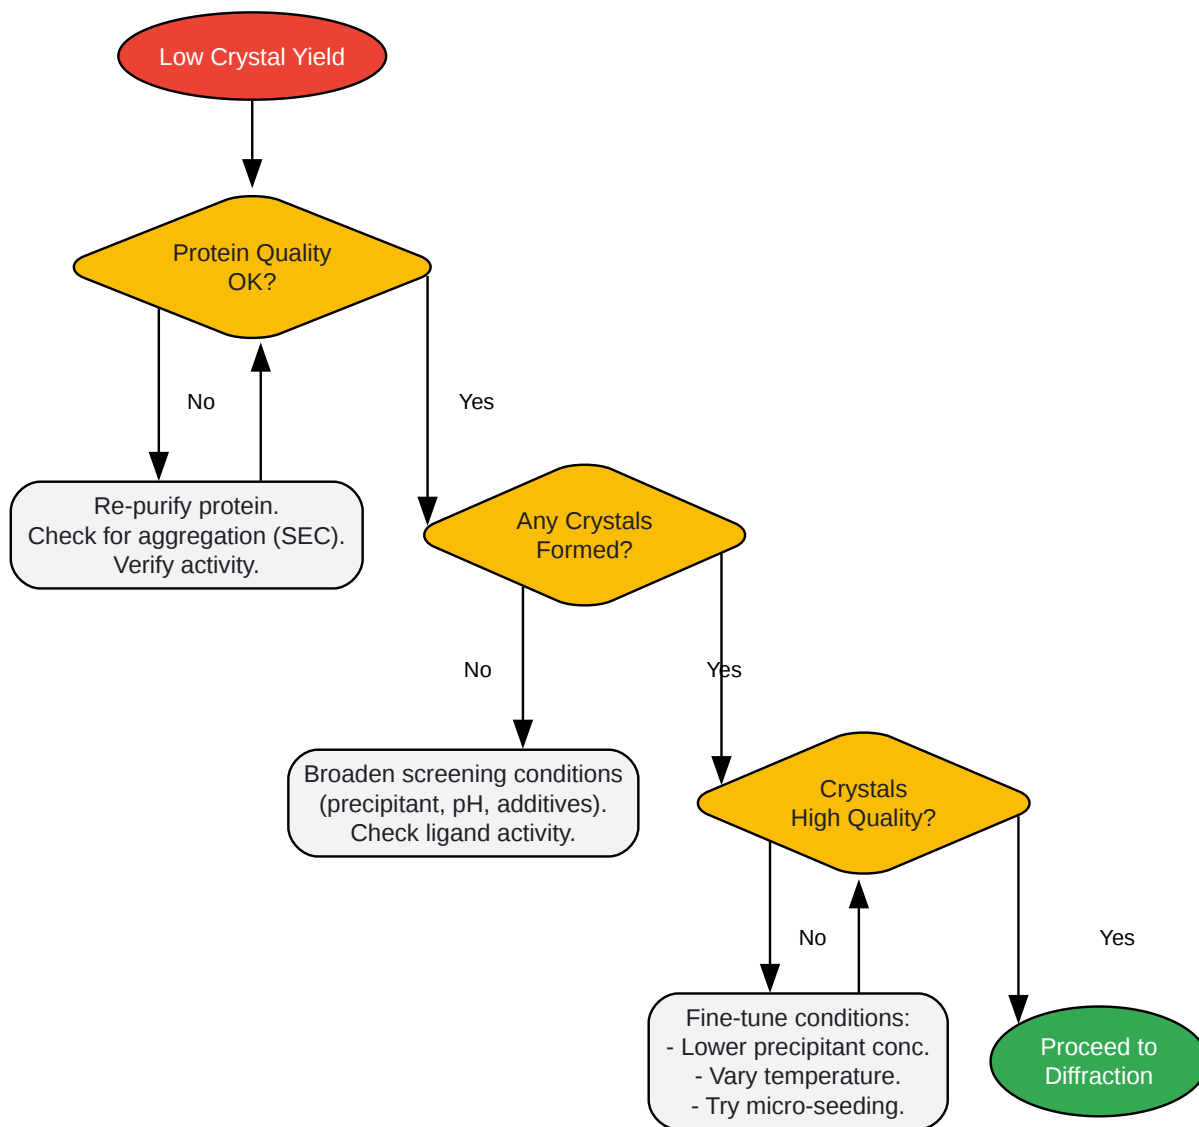 Low Crystal Yield
Protein Quality
OK?
No
Yes
Re-purify protein.
Check for aggregation (SEC).
Verify activity.
Any Crystals
Formed?
No
Yes
Broaden screening conditions
(precipitant, pH, additives).
Check ligand activity.
Crystals
High Quality?
No
Yes
Fine-tune conditions:
- Lower precipitant conc.
- Vary temperature.
- Try micro-seeding.
Proceed to
Diffraction